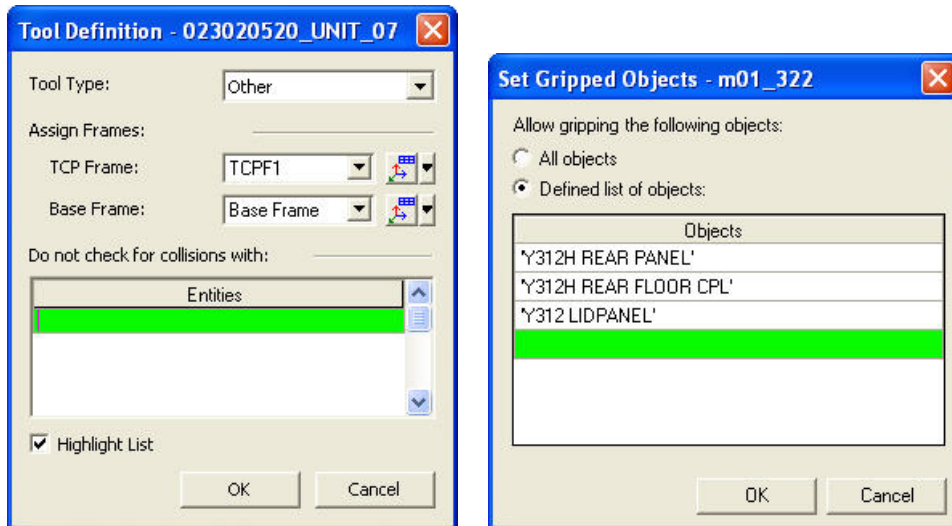 Tool Definition - 023020520_UNIT_07
Tool Type:
Other
Assign Frames:
TCP Frame:
TCPF1
Base Frame:
Base Frame
Do not check for collisions with:
Entities
Highlight List
OK
Cancel
Set Gripped Objects - m01_322
Allow gripping the following objects:
All objects
Defined list of objects:
Objects
'Y312H REAR PANEL'
'Y312H REAR FLOOR CPL'
'Y312 LIDPANEL'
OK
Cancel